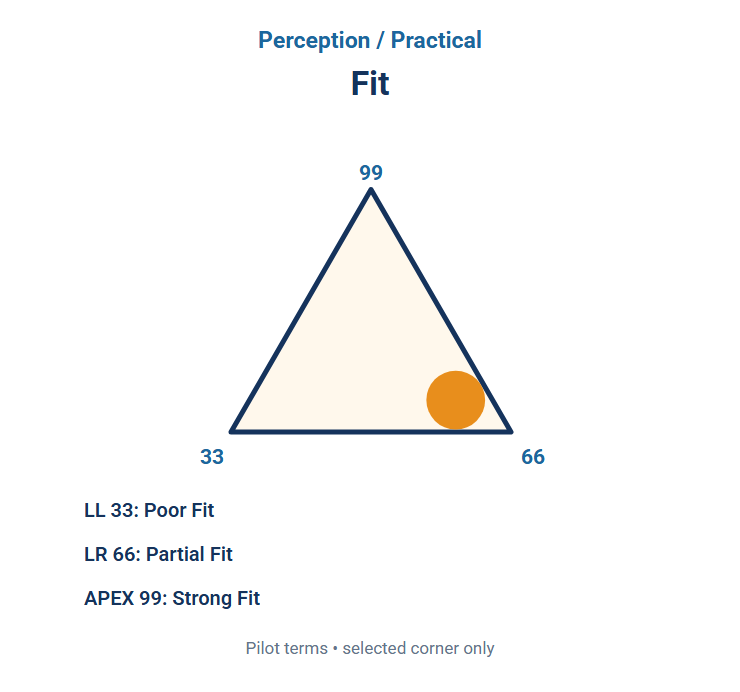 Perception / Practical
Fit
99
33
66
LL 33: Poor Fit
LR 66: Partial Fit
APEX 99: Strong Fit
Pilot terms • selected corner only